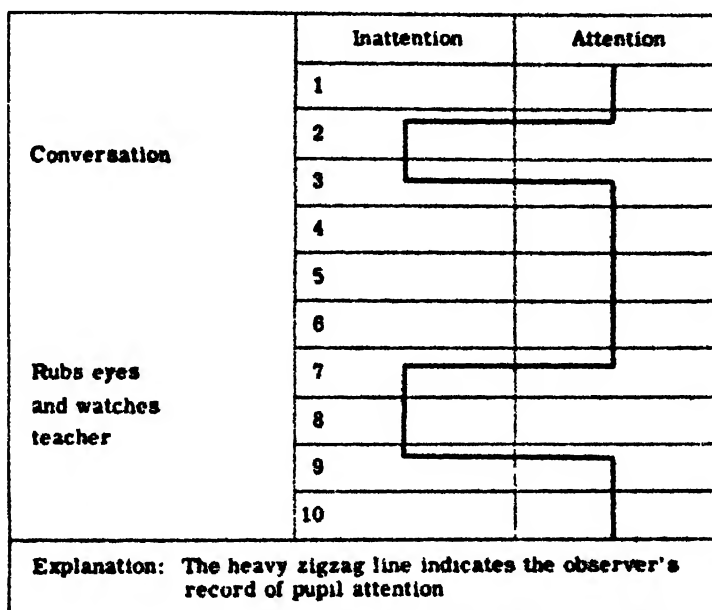 Inattention Attention
1
2
Conversation
3
4
5
6
Rubs eyes 7
and watches 8
teacher
9
10
Explanation: The heavy zigzag line indicates the observer's
record of pupil attention